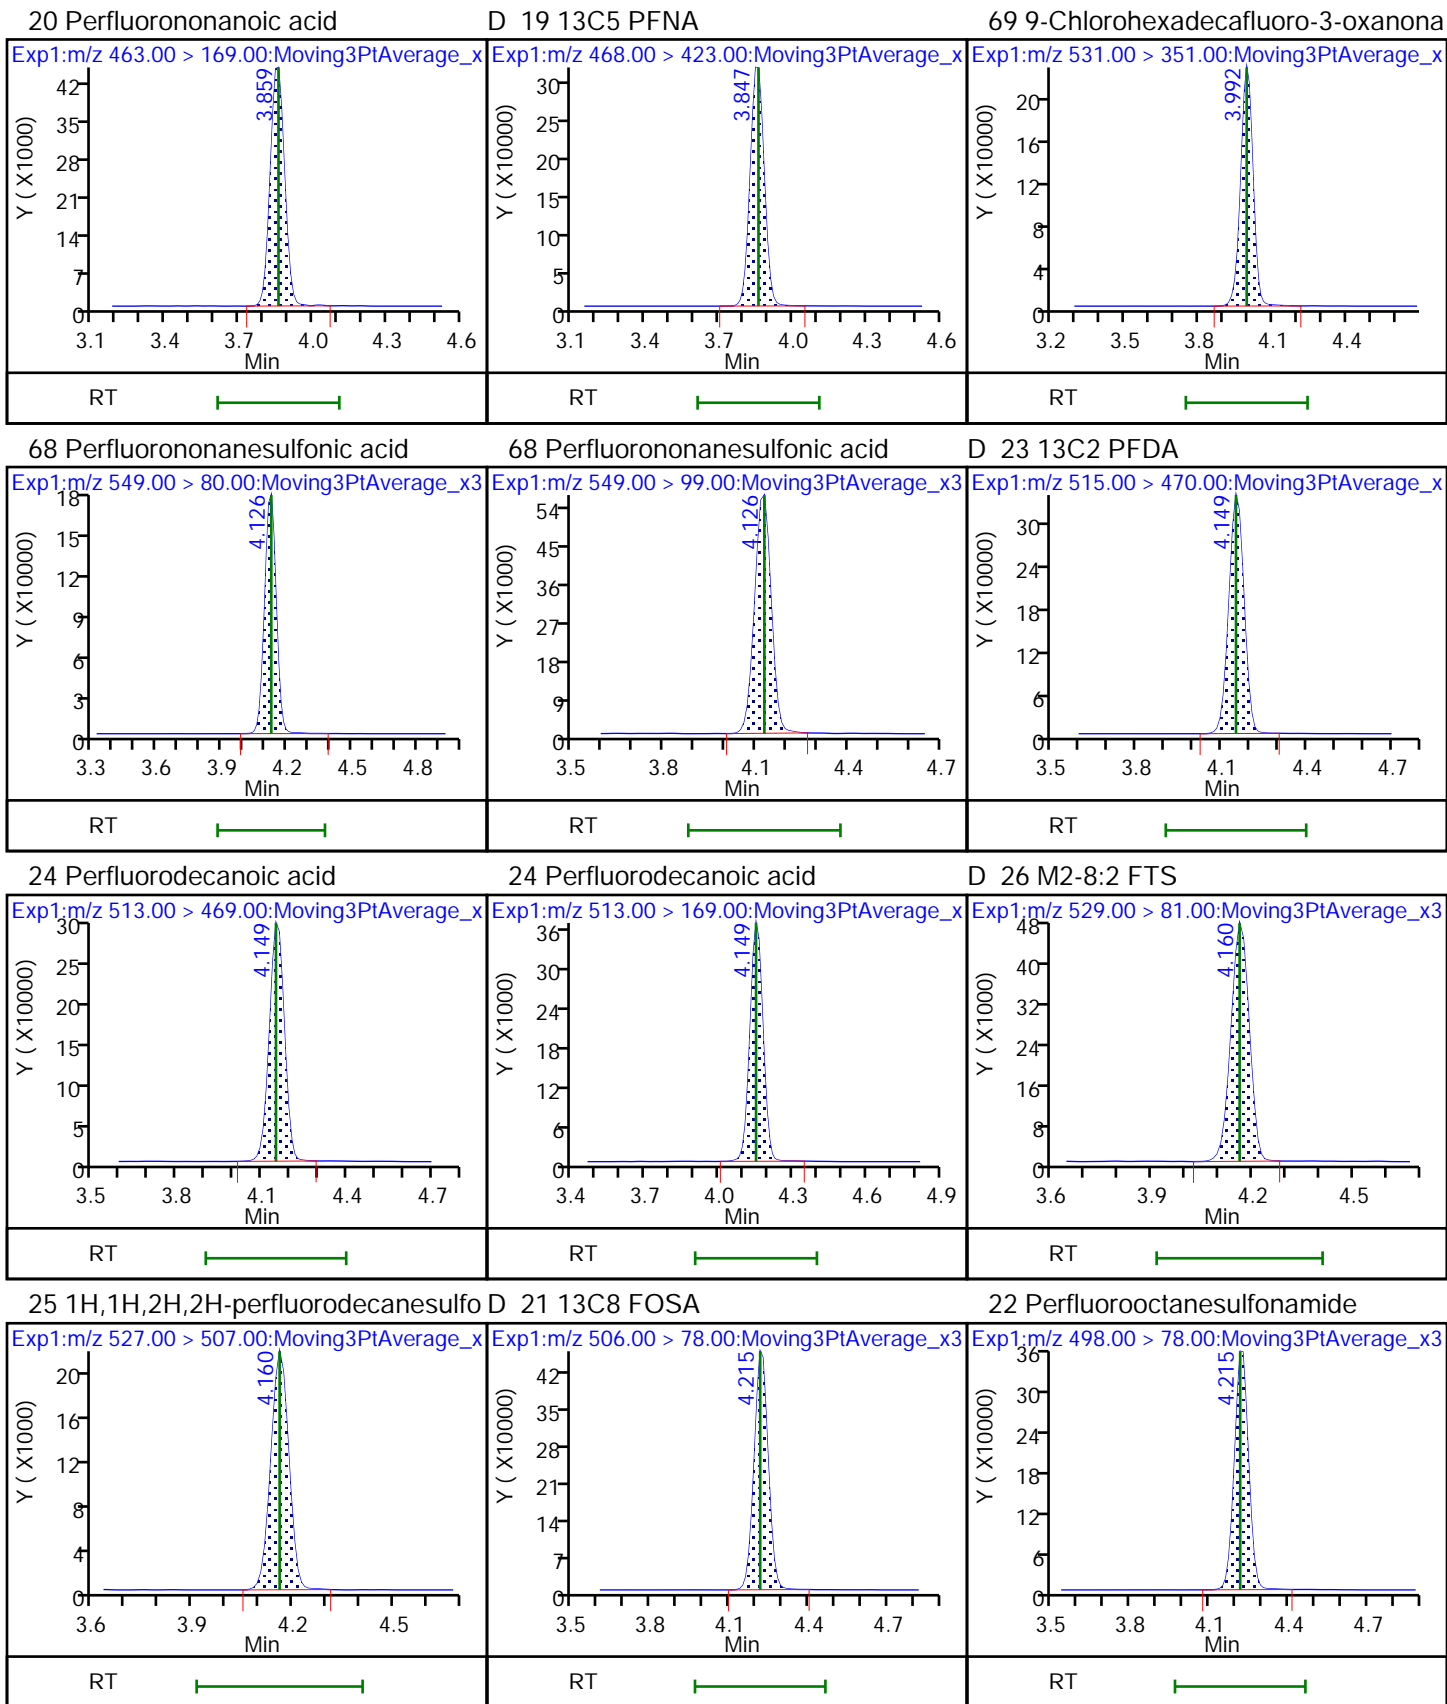 20 Perfluorononanoic acid
Exp1:m/z 463.00 > 169.00:Moving3PtAverage_x
3.859
Y ( X1000)
42
35
28
21
14
7
0
3.1 3.4 3.7 4.0 4.3 4.6
Min
RT
D 19 13C5 PFNA
Exp1:m/z 468.00 > 423.00:Moving3PtAverage_x
3.847
Y ( X10000)
30
25
20
15
10
5
0
3.1 3.4 3.7 4.0 4.3 4.6
Min
RT
69 9-Chlorohexadecafluoro-3-oxanona
Exp1:m/z 531.00 > 351.00:Moving3PtAverage_x
3.992
Y ( X10000)
20
16
12
8
4
0
3.2 3.5 3.8 4.1 4.4
Min
RT
68 Perfluorononanesulfonic acid
Exp1:m/z 549.00 > 80.00:Moving3PtAverage_x3
4.126
Y ( X10000)
18
15
12
9
6
3
0
3.3 3.6 3.9 4.2 4.5 4.8
Min
RT
68 Perfluorononanesulfonic acid
Exp1:m/z 549.00 > 99.00:Moving3PtAverage_x3
4.126
Y ( X1000)
54
45
36
27
18
9
0
3.5 3.8 4.1 4.4 4.7
Min
RT
D 23 13C2 PFDA
Exp1:m/z 515.00 > 470.00:Moving3PtAverage_x
4.149
Y ( X10000)
30
24
18
12
6
0
3.5 3.8 4.1 4.4 4.7
Min
RT
24 Perfluorodecanoic acid
Exp1:m/z 513.00 > 469.00:Moving3PtAverage_x
4.149
Y ( X10000)
30
25
20
15
10
5
0
3.5 3.8 4.1 4.4 4.7
Min
RT
24 Perfluorodecanoic acid
Exp1:m/z 513.00 > 169.00:Moving3PtAverage_x
4.149
Y ( X1000)
36
30
24
18
12
6
0
3.4 3.7 4.0 4.3 4.6 4.9
Min
RT
D 26 M2-8:2 FTS
Exp1:m/z 529.00 > 81.00:Moving3PtAverage_x3
4.160
Y ( X1000)
48
40
32
24
16
8
0
3.6 3.9 4.2 4.5
Min
RT
25 1H,1H,2H,2H-perfluorodecanesulfo
Exp1:m/z 527.00 > 507.00:Moving3PtAverage_x
4.160
Y ( X10000)
20
16
12
8
4
0
3.6 3.9 4.2 4.5
Min
RT
D 21 13C8 FOSA
Exp1:m/z 506.00 > 78.00:Moving3PtAverage_x3
4.215
Y ( X10000)
42
35
28
21
14
7
0
3.5 3.8 4.1 4.4 4.7
Min
RT
22 Perfluorooctanesulfonamide
Exp1:m/z 498.00 > 78.00:Moving3PtAverage_x3
4.215
Y ( X10000)
36
30
24
18
12
6
0
3.5 3.8 4.1 4.4 4.7
Min
RT